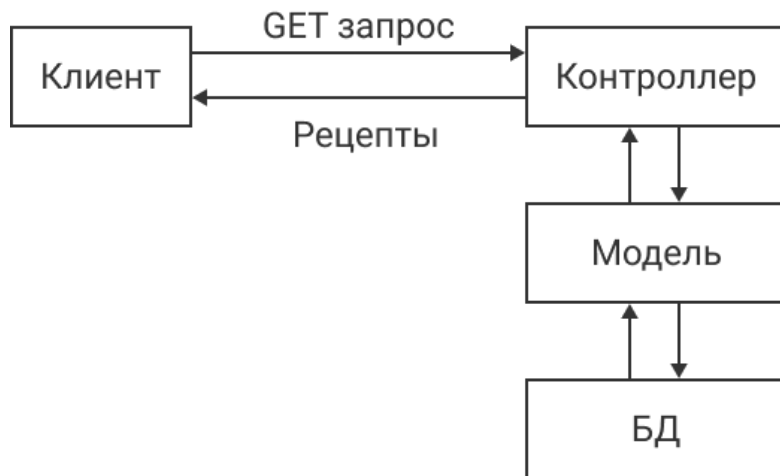 GET запрос
Клиент
Контроллер
Рецепты
Модель
БД